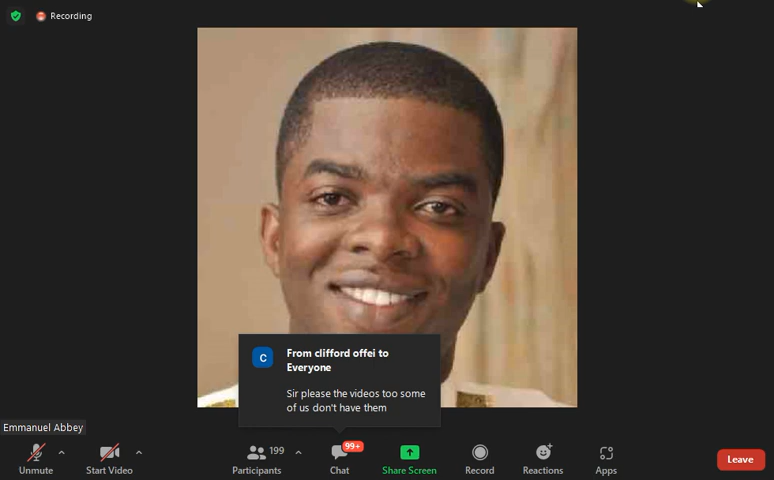 Recording
C
From clifford offei to
Everyone
Sir please the videos too some
of us don't have them
Emmanuel Abbey
199
99+
Unmute
Start Video
Participants
Chat
Share Screen
Record
Reactions
Apps
Leave